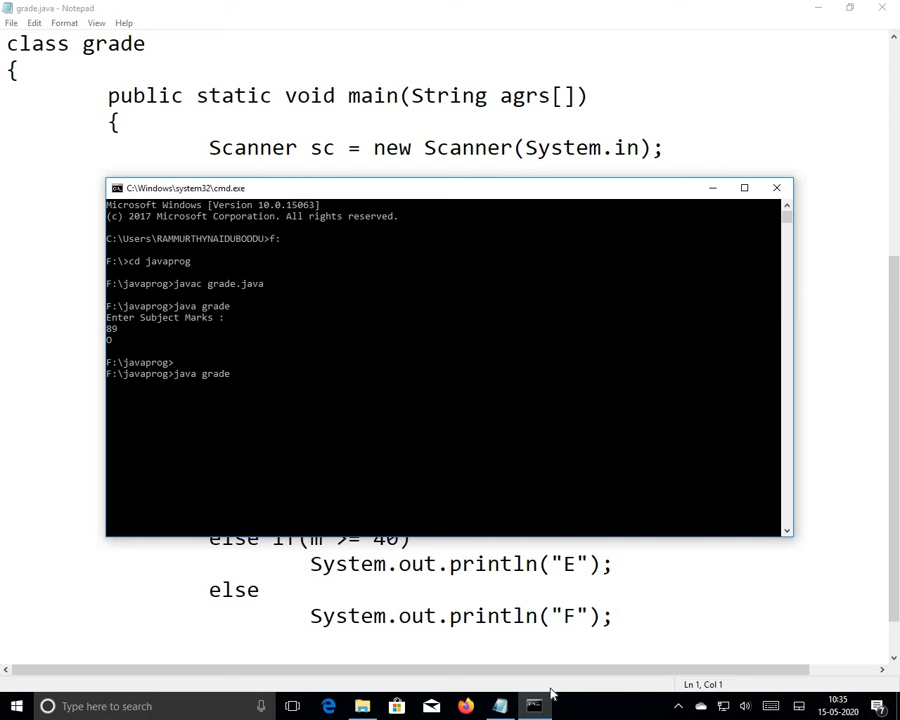 grade.java - Notepad
File Edit Format View Help
class grade
{
public static void main(String agrs[])
{
Scanner sc = new Scanner(System.in);
C:\Windows\system32\cmd.exe
Microsoft Windows [Version 10.0.15063]
(c) 2017 Microsoft Corporation. All rights reserved.
C:\Users\RAMMURTHYNAIDUBODDU>f:
F:\>cd javaprog
F:\javaprog>javac grade.java
F:\javaprog>java grade
Enter Subject Marks :
89
O
F:\javaprog>
F:\javaprog>java grade
else if(m >= 40)
System.out.println("E");
else
System.out.println("F");
Ln 1, Col 1
Type here to search
10:35
15-05-2020
7